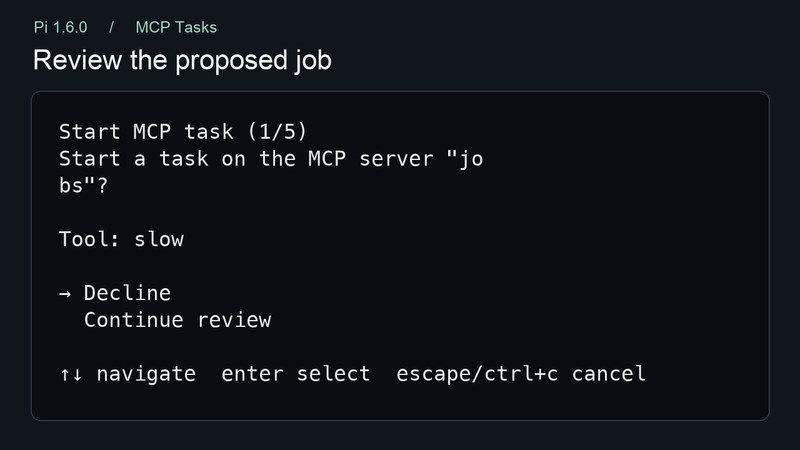 Pi 1.6.0 / MCP Tasks
Review the proposed job
Start MCP task (1/5)
Start a task on the MCP server "jo
bs"?
Tool: slow
→ Decline
Continue review
↑↓ navigate enter select escape/ctrl+c cancel